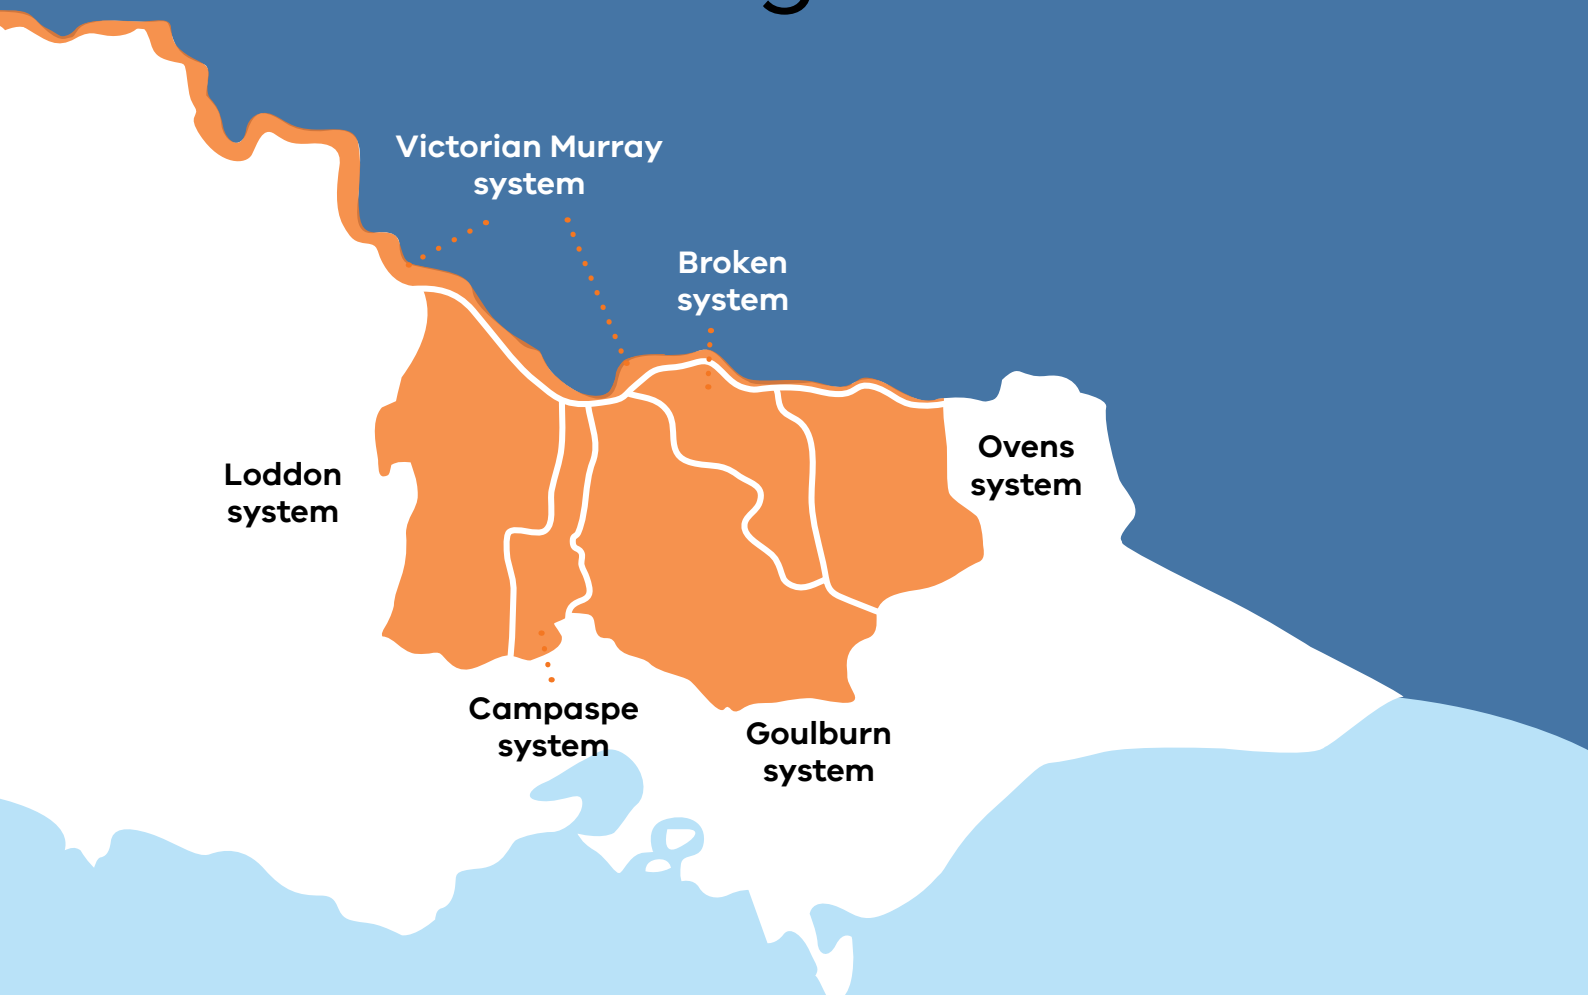 Victorian Murray
system
Broken
system
Ovens
system
Loddon
system
Campaspe
system
Goulburn
system